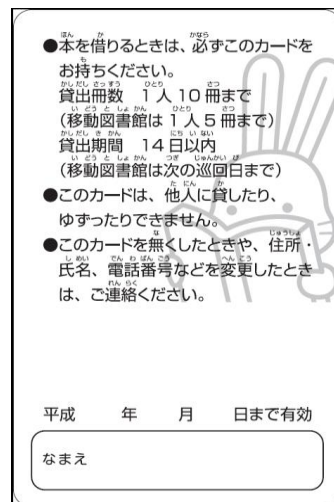 ●本を借りるときは、必ずこのカードを
お持ちください。
貸出冊数 1人10冊まで
(移動図書館は1人5冊まで)
貸出期間 14日以内
(移動図書館は次の巡回日まで)
●このカードは、他人に貸したり、
ゆずったりできません。
●このカードを無くしたときや、住所・
氏名、電話番号などを変更したとき
は、ご連絡ください。
平成 年 月 日まで有効
なまえ